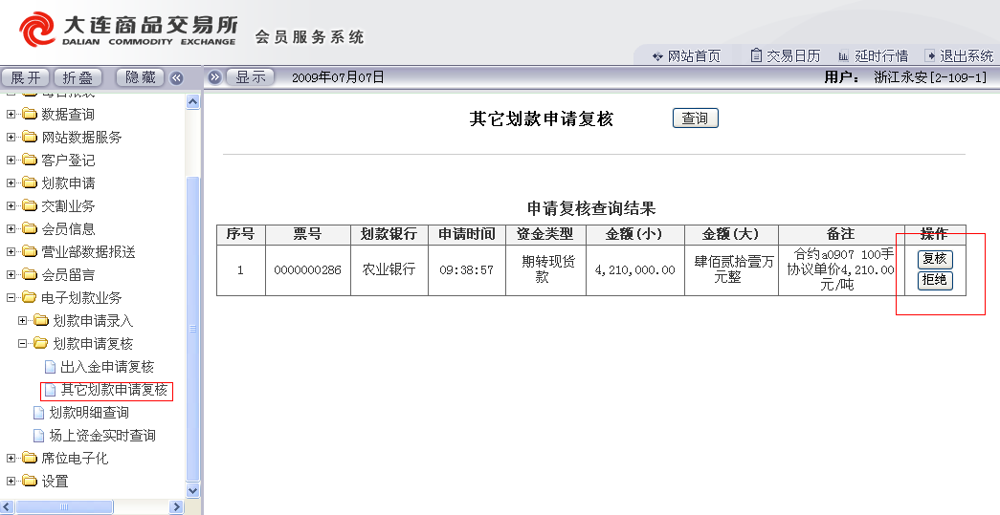 大连商品交易所
DALIAN COMMODITY EXCHANGE
会员服务系统
网站首页 交易日历 延时行情 退出系统
展开 折叠 隐藏 显示 2009年07月07日 用户： 浙江永安[2-109-1]
数据查询
网站数据服务
客户登记
划款申请
交割业务
会员信息
营业部数据报送
会员留言
电子划款业务
划款申请录入
划款申请复核
出入金申请复核
其它划款申请复核
划款明细查询
场上资金实时查询
席位电子化
设置
其它划款申请复核 查询
申请复核查询结果
序号 票号 划款银行 申请时间 资金类型 金额(小) 金额(大) 备注 操作
1 0000000286 农业银行 09:38:57 期转现货款 4,210,000.00 肆佰贰拾壹万元整 合约a0907 100手协议单价4,210.00元/吨 复核
拒绝